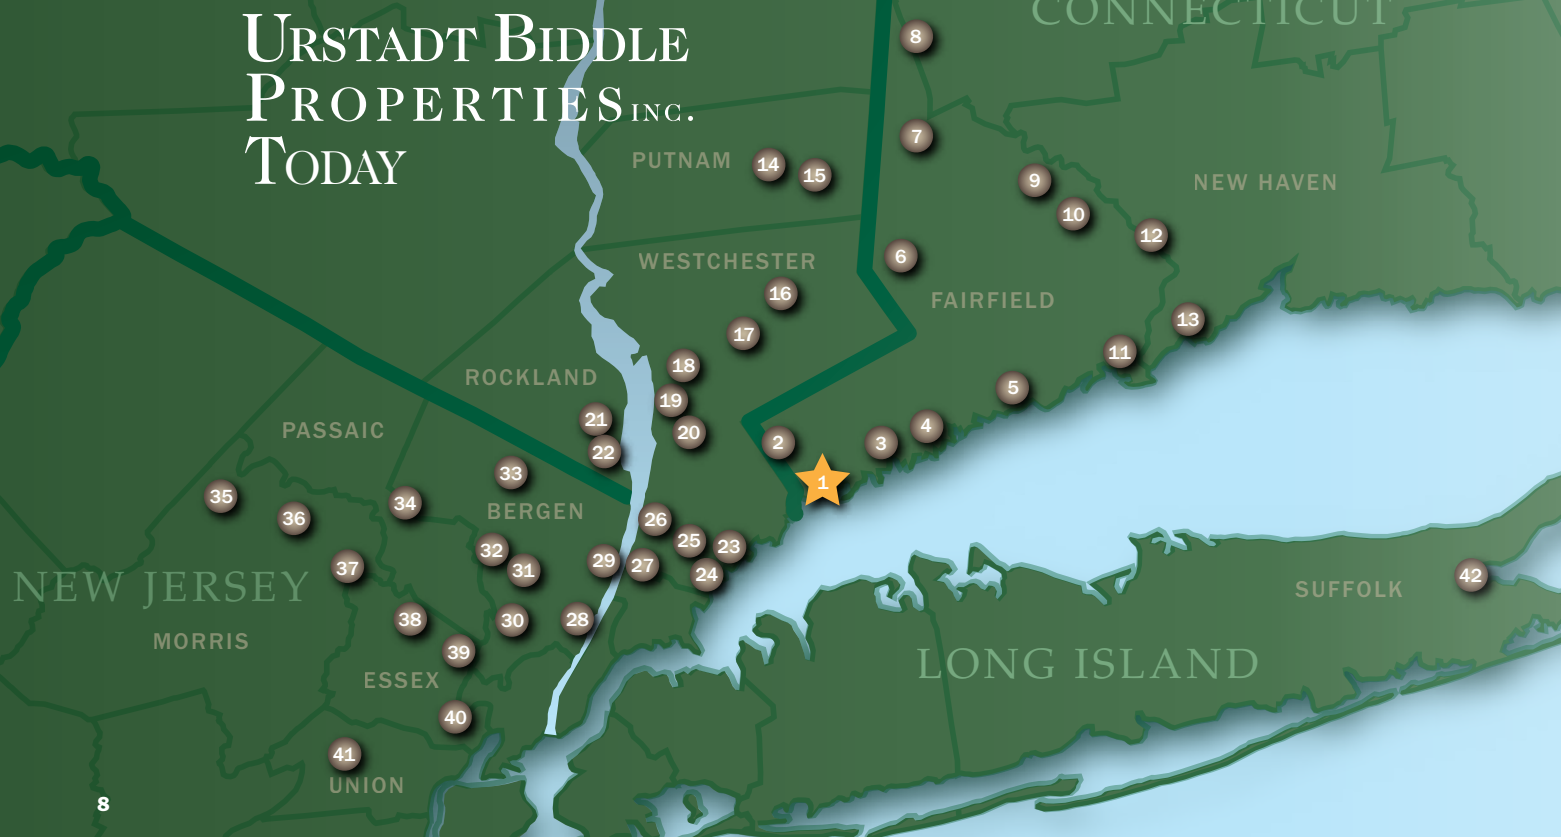 CONNECTICUT
URSTADT BIDDLE
PROPERTIES INC.
TODAY
8
7
PUTNAM
14
15
9
NEW HAVEN
10
12
6
WESTCHESTER
16
FAIRFIELD
13
17
11
18
ROCKLAND
5
19
21
4
PASSAIC
20
2
3
22
33
1
35
34
BERGEN
36
26
25
23
32
29
27
37
31
24
42
NEW JERSEY
SUFFOLK
38
30
28
MORRIS
39
LONG ISLAND
ESSEX
40
41
UNION
8